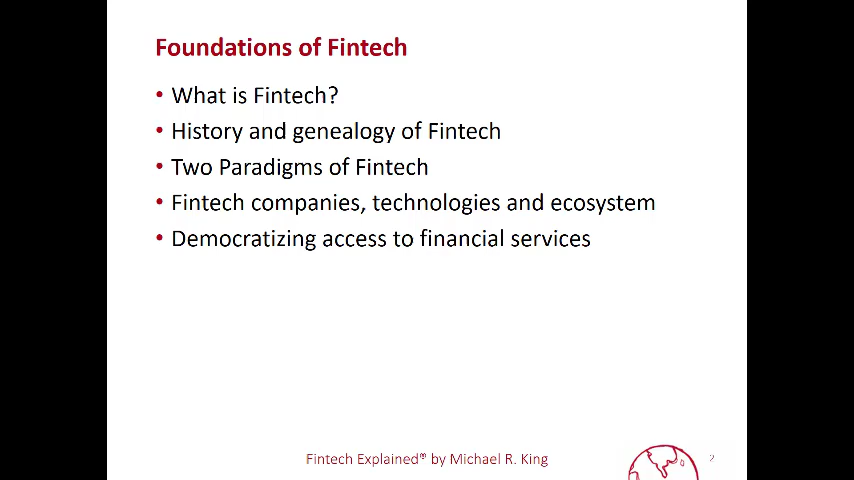 Foundations of Fintech
• What is Fintech?
• History and genealogy of Fintech
• Two Paradigms of Fintech
• Fintech companies, technologies and ecosystem
• Democratizing access to financial services
Fintech Explained® by Michael R. King
2